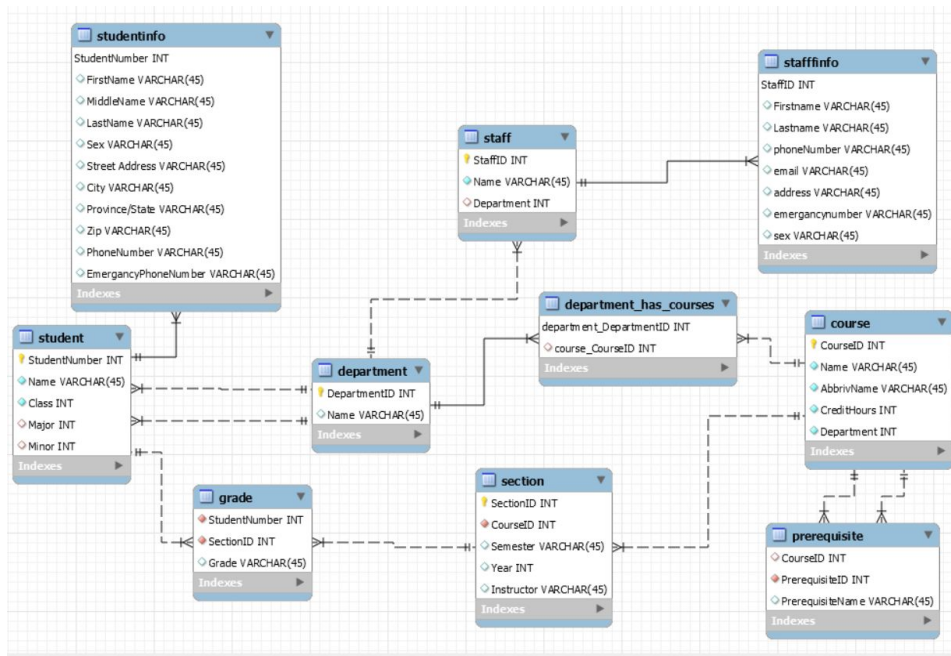 studentinfo
StudentNumber INT
FirstName VARCHAR(45)
MiddleName VARCHAR(45)
LastName VARCHAR(45)
Sex VARCHAR(45)
Street Address VARCHAR(45)
City VARCHAR(45)
Province/State VARCHAR(45)
Zip VARCHAR(45)
PhoneNumber VARCHAR(45)
EmergancyPhoneNumber VARCHAR(45)
Indexes
stafffinfo
StaffID INT
Firstname VARCHAR(45)
Lastname VARCHAR(45)
phoneNumber VARCHAR(45)
email VARCHAR(45)
address VARCHAR(45)
emergancynumber VARCHAR(45)
sex VARCHAR(45)
Indexes
staff
StaffID INT
Name VARCHAR(45)
Department INT
Indexes
department_has_courses
department_DepartmentID INT
course_CourseID INT
Indexes
course
CourseID INT
Name VARCHAR(45)
AbbrivName VARCHAR(45)
CreditHours INT
Department INT
Indexes
student
StudentNumber INT
Name VARCHAR(45)
Class INT
Major INT
Minor INT
Indexes
department
DepartmentID INT
Name VARCHAR(45)
Indexes
grade
StudentNumber INT
SectionID INT
Grade VARCHAR(45)
Indexes
section
SectionID INT
CourseID INT
Semester VARCHAR(45)
Year INT
Instructor VARCHAR(45)
Indexes
prerequisite
CourseID INT
PrerequisiteID INT
PrerequisiteName VARCHAR(45)
Indexes